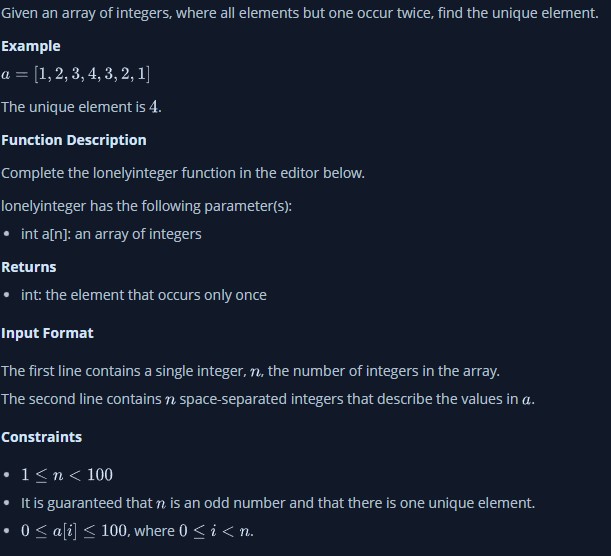 Given an array of integers, where all elements but one occur twice, find the unique element.
Example
a = [1, 2, 3, 4, 3, 2, 1]
The unique element is 4.
Function Description
Complete the lonelyinteger function in the editor below.
lonelyinteger has the following parameter(s):
• int a[n]: an array of integers
Returns
• int: the element that occurs only once
Input Format
The first line contains a single integer, n, the number of integers in the array.
The second line contains n space-separated integers that describe the values in a.
Constraints
• 1 ≤ n < 100
• It is guaranteed that n is an odd number and that there is one unique element.
• 0 ≤ a[i] ≤ 100, where 0 ≤ i < n.